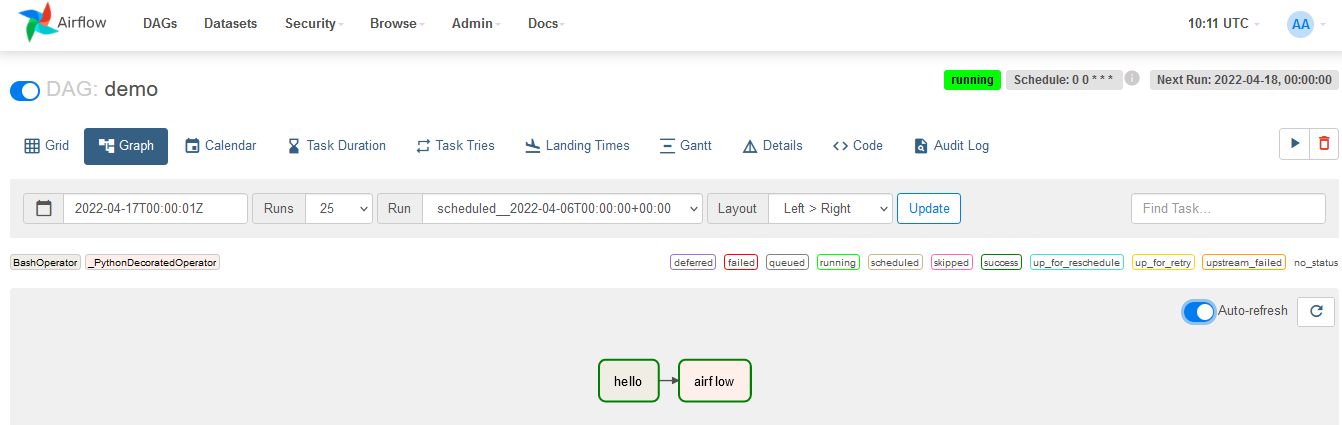 Airflow DAGs Datasets Security Browse Admin Docs 10:11 UTC AA
DAG: demo running Schedule: 0 0 * * * i Next Run: 2022-04-18, 00:00:00
Grid Graph Calendar Task Duration Task Tries Landing Times Gantt Details Code Audit Log
2022-04-17T00:00:01Z Runs 25 Run scheduled__2022-04-06T00:00:00+00:00 Layout Left > Right Update Find Task...
BashOperator _PythonDecoratedOperator deferred failed queued running scheduled skipped success up_for_reschedule up_for_retry upstream_failed no_status
Auto-refresh
hello airflow